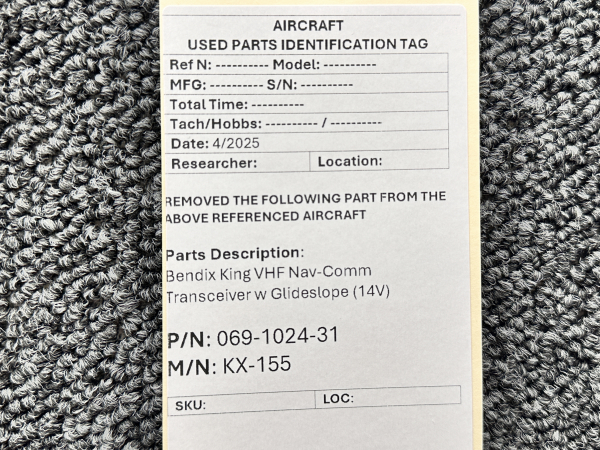 AIRCRAFT
USED PARTS IDENTIFICATION TAG
Ref N: ---------- Model: ----------
MFG: ---------- S/N: ----------
Total Time: ----------
Tach/Hobbs: ---------- / ----------
Date: 4/2025
Researcher: Location:
REMOVED THE FOLLOWING PART FROM THE
ABOVE REFERENCED AIRCRAFT
Parts Description:
Bendix King VHF Nav-Comm
Transceiver w Glideslope (14V)
P/N: 069-1024-31
M/N: KX-155
SKU: LOC: